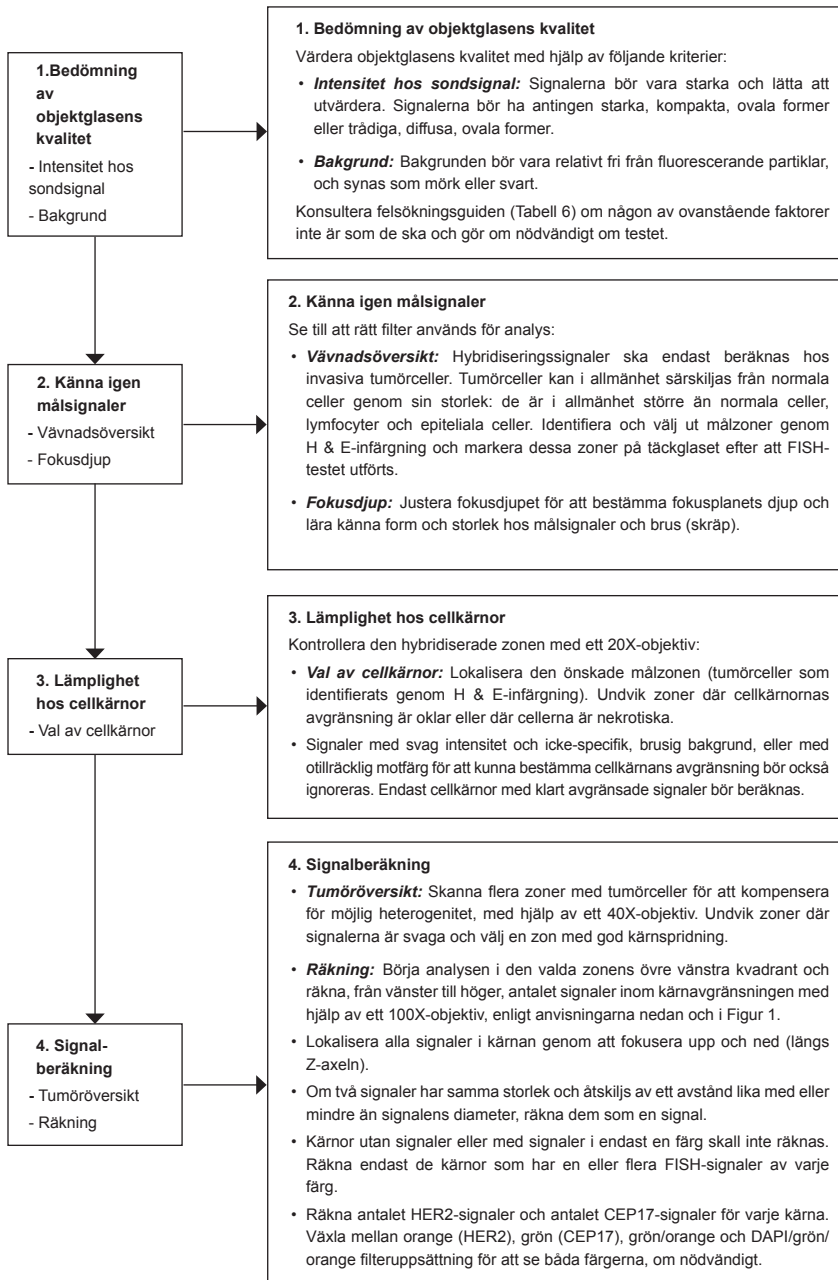 1.Bedömning
av
objektglasens
kvalitet
- Intensitet hos
sondsignal
- Bakgrund
1. Bedömning av objektglasens kvalitet
Värdera objektglasens kvalitet med hjälp av följande kriterier:
• Intensitet hos sondsignal: Signalerna bör vara starka och lätta att
utvärdera. Signalerna bör ha antingen starka, kompakta, ovala former
eller trådiga, diffusa, ovala former.
• Bakgrund: Bakgrunden bör vara relativt fri från fluorescerande partiklar,
och synas som mörk eller svart.
Konsultera felsökningsguiden (Tabell 6) om någon av ovanstående faktorer
inte är som de ska och gör om nödvändigt om testet.
2. Känna igen
målsignaler
- Vävnadsöversikt
- Fokusdjup
2. Känna igen målsignaler
Se till att rätt filter används för analys:
• Vävnadsöversikt: Hybridiseringssignaler ska endast beräknas hos
invasiva tumörceller. Tumörceller kan i allmänhet särskiljas från normala
celler genom sin storlek: de är i allmänhet större än normala celler,
lymfocyter och epiteliala celler. Identifiera och välj ut målzoner genom
H & E-infärgning och markera dessa zoner på täckglaset efter att FISH-
testet utförts.
• Fokusdjup: Justera fokusdjupet för att bestämma fokusplanets djup och
lära känna form och storlek hos målsignaler och brus (skräp).
3. Lämplighet
hos cellkärnor
- Val av cellkärnor
3. Lämplighet hos cellkärnor
Kontrollera den hybridiserade zonen med ett 20X-objektiv:
• Val av cellkärnor: Lokalisera den önskade målzonen (tumörceller som
identifierats genom H & E-infärgning). Undvik zoner där cellkärnornas
avgränsning är oklar eller där cellerna är nekrotiska.
• Signaler med svag intensitet och icke-specifik, brusig bakgrund, eller med
otillräcklig motfärg för att kunna bestämma cellkärnans avgränsning bör också
ignoreras. Endast cellkärnor med klart avgränsade signaler bör beräknas.
4. Signal-
beräkning
- Tumöröversikt
- Räkning
4. Signalberäkning
• Tumöröversikt: Skanna flera zoner med tumörceller för att kompensera
för möjlig heterogenitet, med hjälp av ett 40X-objektiv. Undvik zoner där
signalerna är svaga och välj en zon med god kärnspridning.
• Räkning: Börja analysen i den valda zonens övre vänstra kvadrant och
räkna, från vänster till höger, antalet signaler inom kärnavgränsningen med
hjälp av ett 100X-objektiv, enligt anvisningarna nedan och i Figur 1.
• Lokalisera alla signaler i kärnan genom att fokusera upp och ned (längs
Z-axeln).
• Om två signaler har samma storlek och åtskiljs av ett avstånd lika med eller
mindre än signalens diameter, räkna dem som en signal.
• Kärnor utan signaler eller med signaler i endast en färg skall inte räknas.
Räkna endast de kärnor som har en eller flera FISH-signaler av varje
färg.
• Räkna antalet HER2-signaler och antalet CEP17-signaler för varje kärna.
Växla mellan orange (HER2), grön (CEP17), grön/orange och DAPI/grön/
orange filteruppsättning för att se båda färgerna, om nödvändigt.